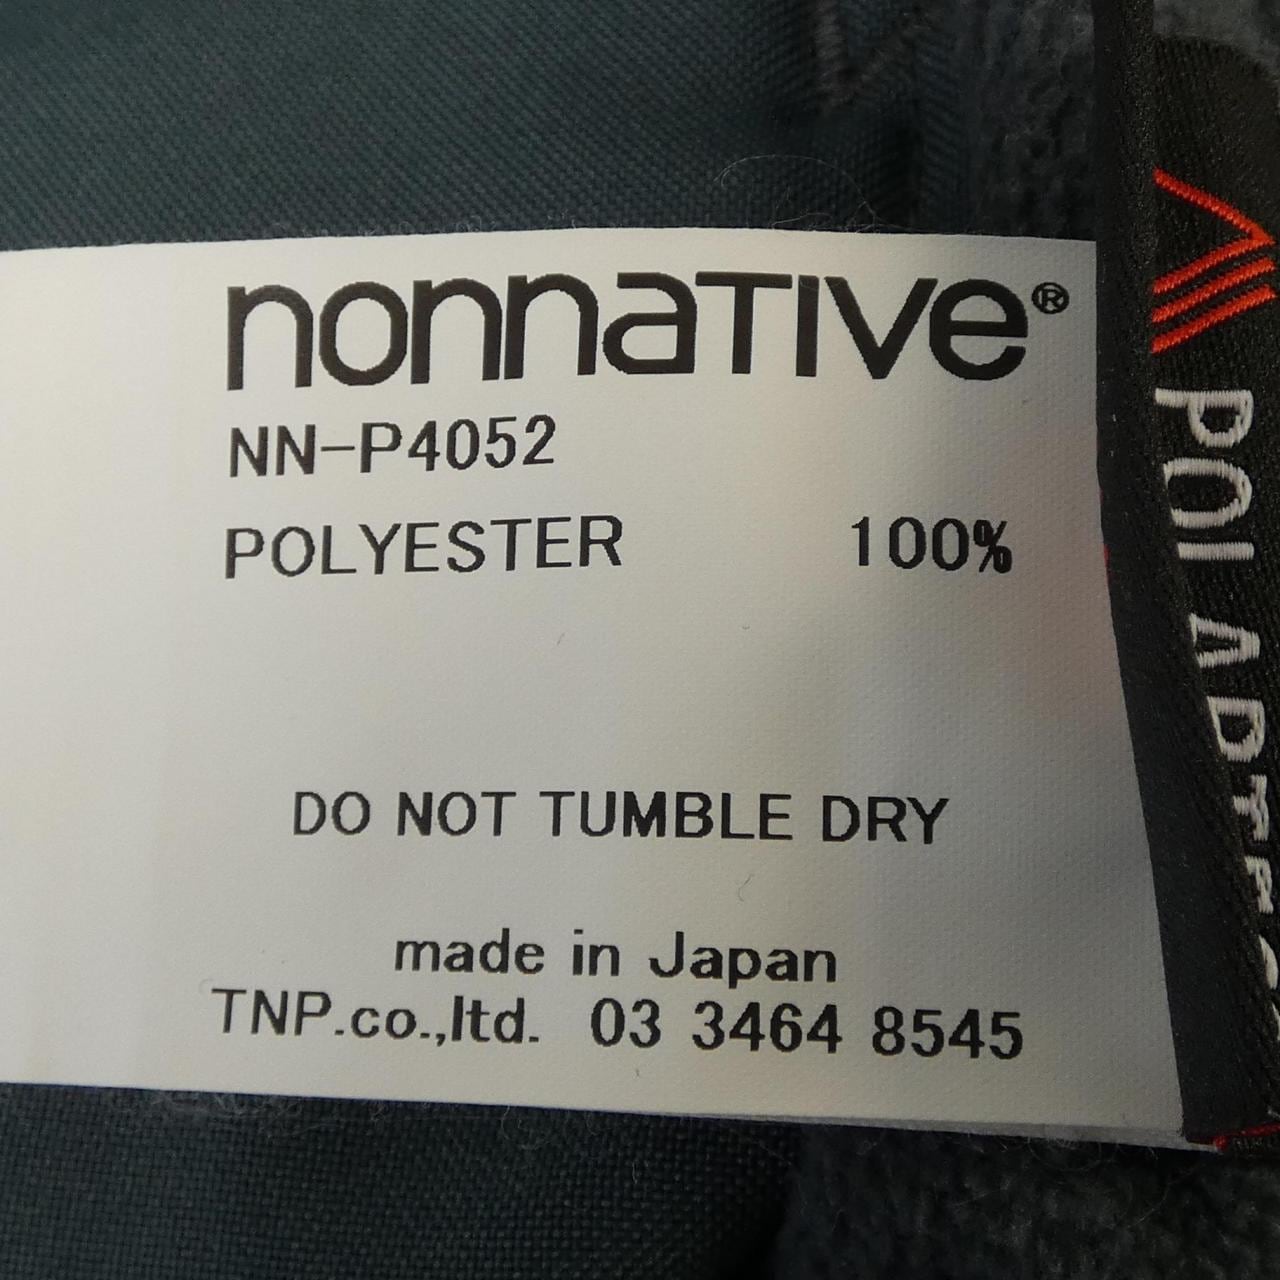 nonnative®
NN-P4052
POLYESTER 100%
DO NOT TUMBLE DRY
made in Japan
TNP.co.,ltd. 03 3464 8545